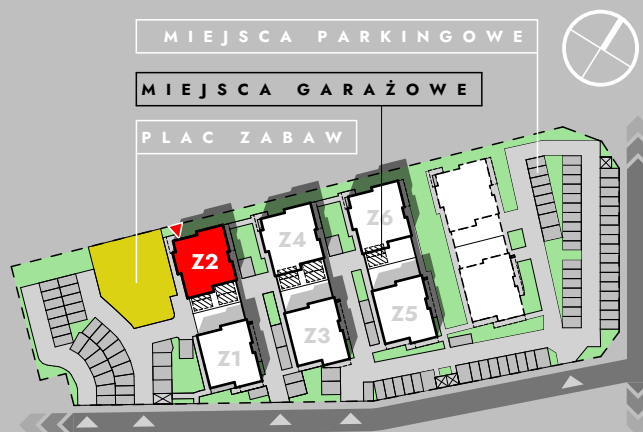 MIEJSCA PARKINGOWE
MIEJSCA GARAŻOWE
PLAC ZABAW
Z6
Z4
Z2
Z5
Z3
Z1